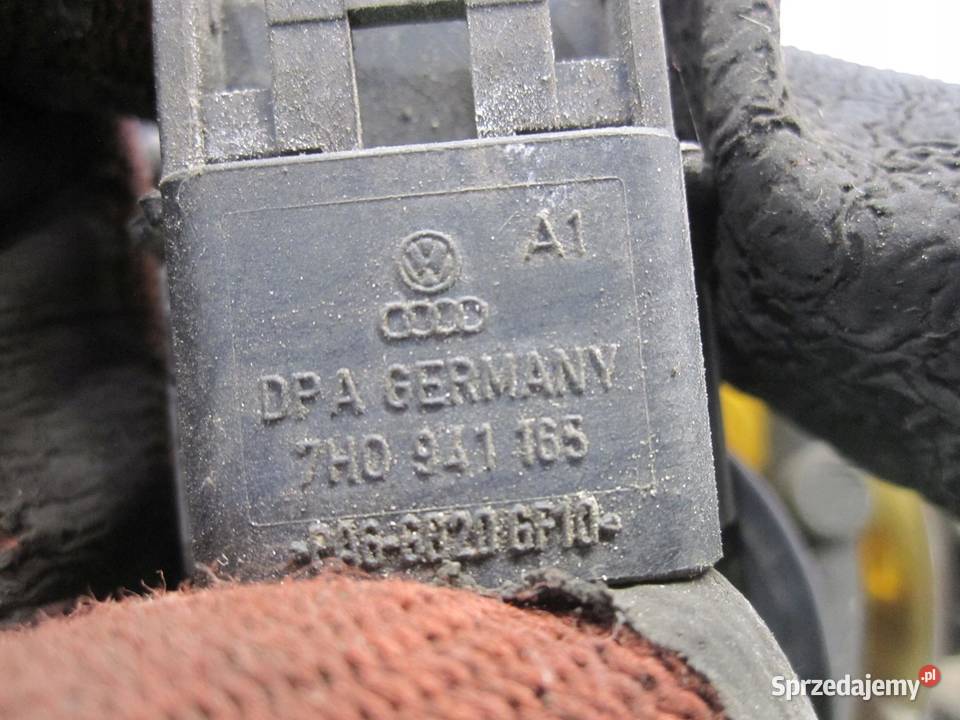 A1
DPA GERMANY
7H0 941 165
Sprzedajemy.pl